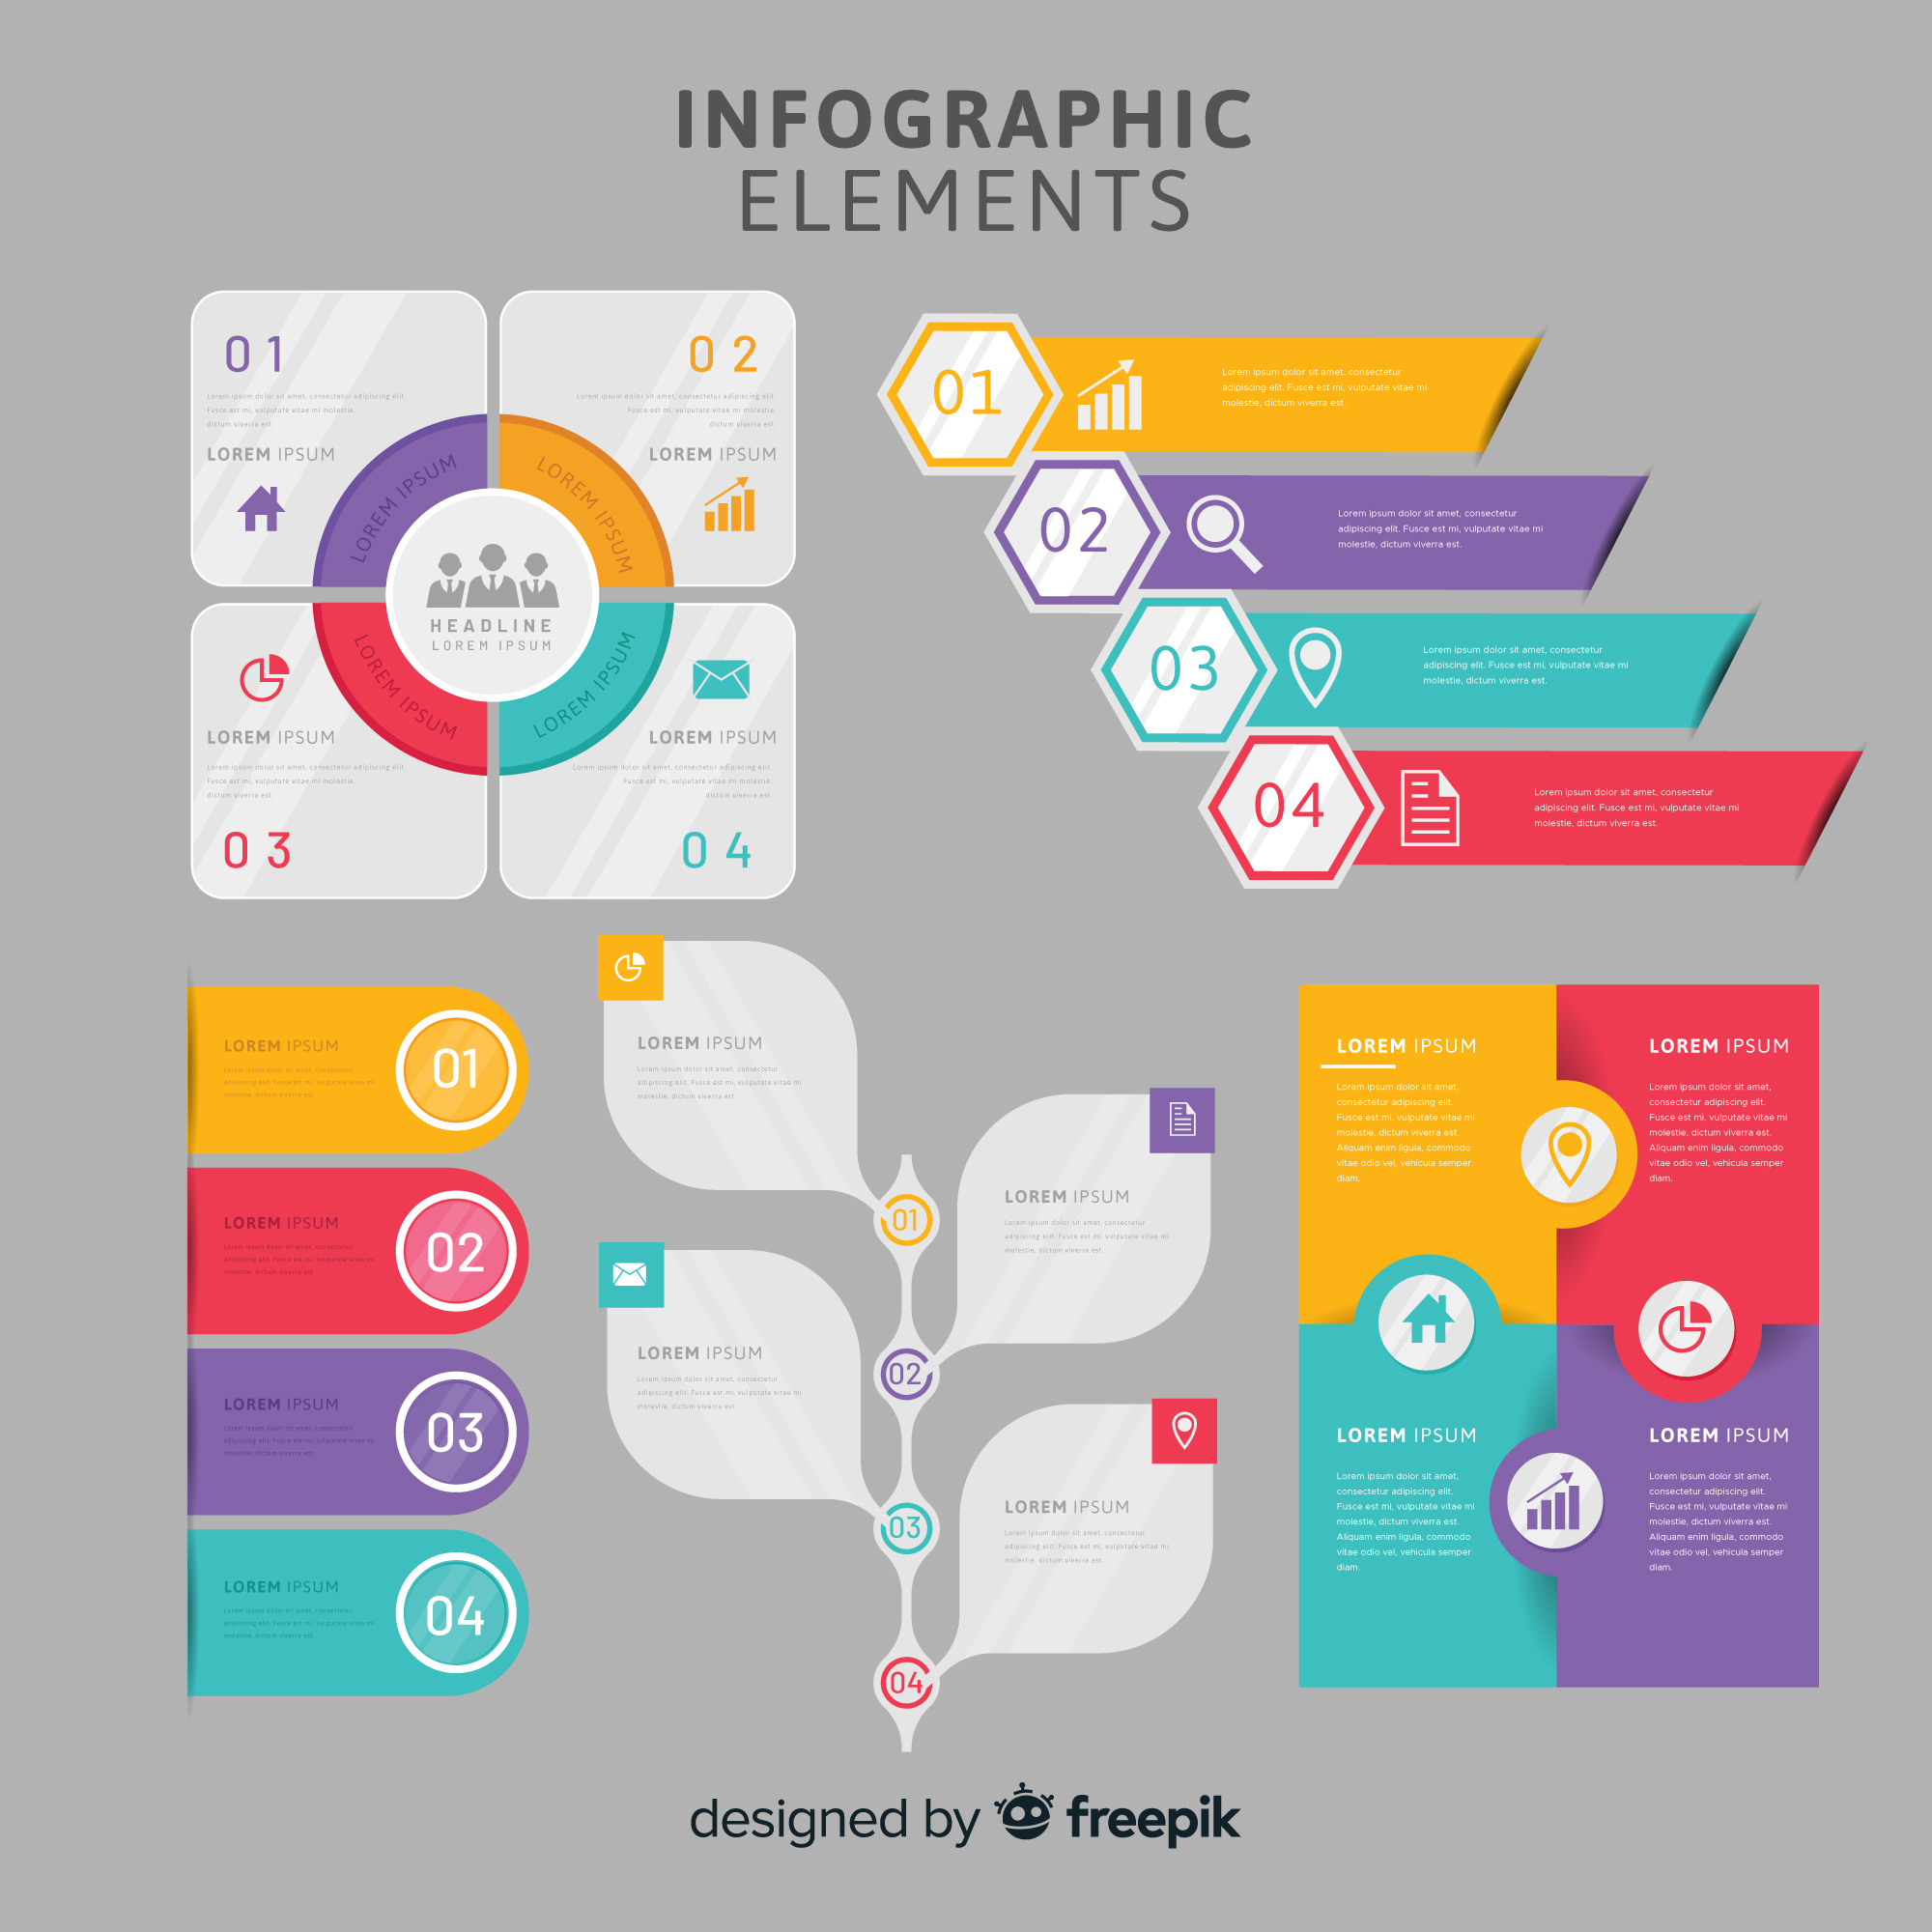 INFOGRAPHIC
ELEMENTS
01
Lorem ipsum dolor sit amet, consectetur adipiscing elit.
Fusce est mi, vulputate vitae mi molestie,
dictum viverra est.
LOREM IPSUM
LOREM IPSUM
02
Lorem ipsum dolor sit amet, consectetur adipiscing elit.
Fusce est mi, vulputate vitae mi molestie,
dictum viverra est.
LOREM IPSUM
LOREM IPSUM
HEADLINE
LOREM IPSUM
LOREM IPSUM
LOREM IPSUM
Lorem ipsum dolor sit amet, consectetur adipiscing elit.
Fusce est mi, vulputate vitae mi molestie,
dictum viverra est.
03
LOREM IPSUM
LOREM IPSUM
Lorem ipsum dolor sit amet, consectetur adipiscing elit.
Fusce est mi, vulputate vitae mi molestie,
dictum viverra est.
04
01
Lorem ipsum dolor sit amet, consectetur
adipiscing elit. Fusce est mi, vulputate vitae mi
molestie, dictum viverra est.
02
Lorem ipsum dolor sit amet, consectetur
adipiscing elit. Fusce est mi, vulputate vitae mi
molestie, dictum viverra est.
03
Lorem ipsum dolor sit amet, consectetur
adipiscing elit. Fusce est mi, vulputate vitae mi
molestie, dictum viverra est.
04
Lorem ipsum dolor sit amet, consectetur
adipiscing elit. Fusce est mi, vulputate vitae mi
molestie, dictum viverra est.
LOREM IPSUM
Lorem ipsum dolor sit amet, consectetur
adipiscing elit. Fusce est mi, vulputate vitae mi
molestie, dictum viverra est.
01
LOREM IPSUM
Lorem ipsum dolor sit amet, consectetur
adipiscing elit. Fusce est mi, vulputate vitae mi
molestie, dictum viverra est.
02
LOREM IPSUM
Lorem ipsum dolor sit amet, consectetur
adipiscing elit. Fusce est mi, vulputate vitae mi
molestie, dictum viverra est.
03
LOREM IPSUM
Lorem ipsum dolor sit amet, consectetur
adipiscing elit. Fusce est mi, vulputate vitae mi
molestie, dictum viverra est.
04
LOREM IPSUM
Lorem ipsum dolor sit amet, consectetur
adipiscing elit. Fusce est mi, vulputate vitae mi
molestie, dictum viverra est.
01
LOREM IPSUM
Lorem ipsum dolor sit amet, consectetur
adipiscing elit. Fusce est mi, vulputate vitae mi
molestie, dictum viverra est.
02
LOREM IPSUM
Lorem ipsum dolor sit amet, consectetur
adipiscing elit. Fusce est mi, vulputate vitae mi
molestie, dictum viverra est.
03
LOREM IPSUM
Lorem ipsum dolor sit amet, consectetur
adipiscing elit. Fusce est mi, vulputate vitae mi
molestie, dictum viverra est.
04
LOREM IPSUM
Lorem ipsum dolor sit amet,
consectetur adipiscing elit.
Fusce est mi, vulputate vitae mi
molestie, dictum viverra est.
Aliquam enim ligula, commodo
vitae odio vel, vehicula semper
diam.
LOREM IPSUM
Lorem ipsum dolor sit amet,
consectetur adipiscing elit.
Fusce est mi, vulputate vitae mi
molestie, dictum viverra est.
Aliquam enim ligula, commodo
vitae odio vel, vehicula semper
diam.
LOREM IPSUM
Lorem ipsum dolor sit amet,
consectetur adipiscing elit.
Fusce est mi, vulputate vitae mi
molestie, dictum viverra est.
Aliquam enim ligula, commodo
vitae odio vel, vehicula semper
diam.
LOREM IPSUM
Lorem ipsum dolor sit amet,
consectetur adipiscing elit.
Fusce est mi, vulputate vitae mi
molestie, dictum viverra est.
Aliquam enim ligula, commodo
vitae odio vel, vehicula semper
diam.
designed by freepik